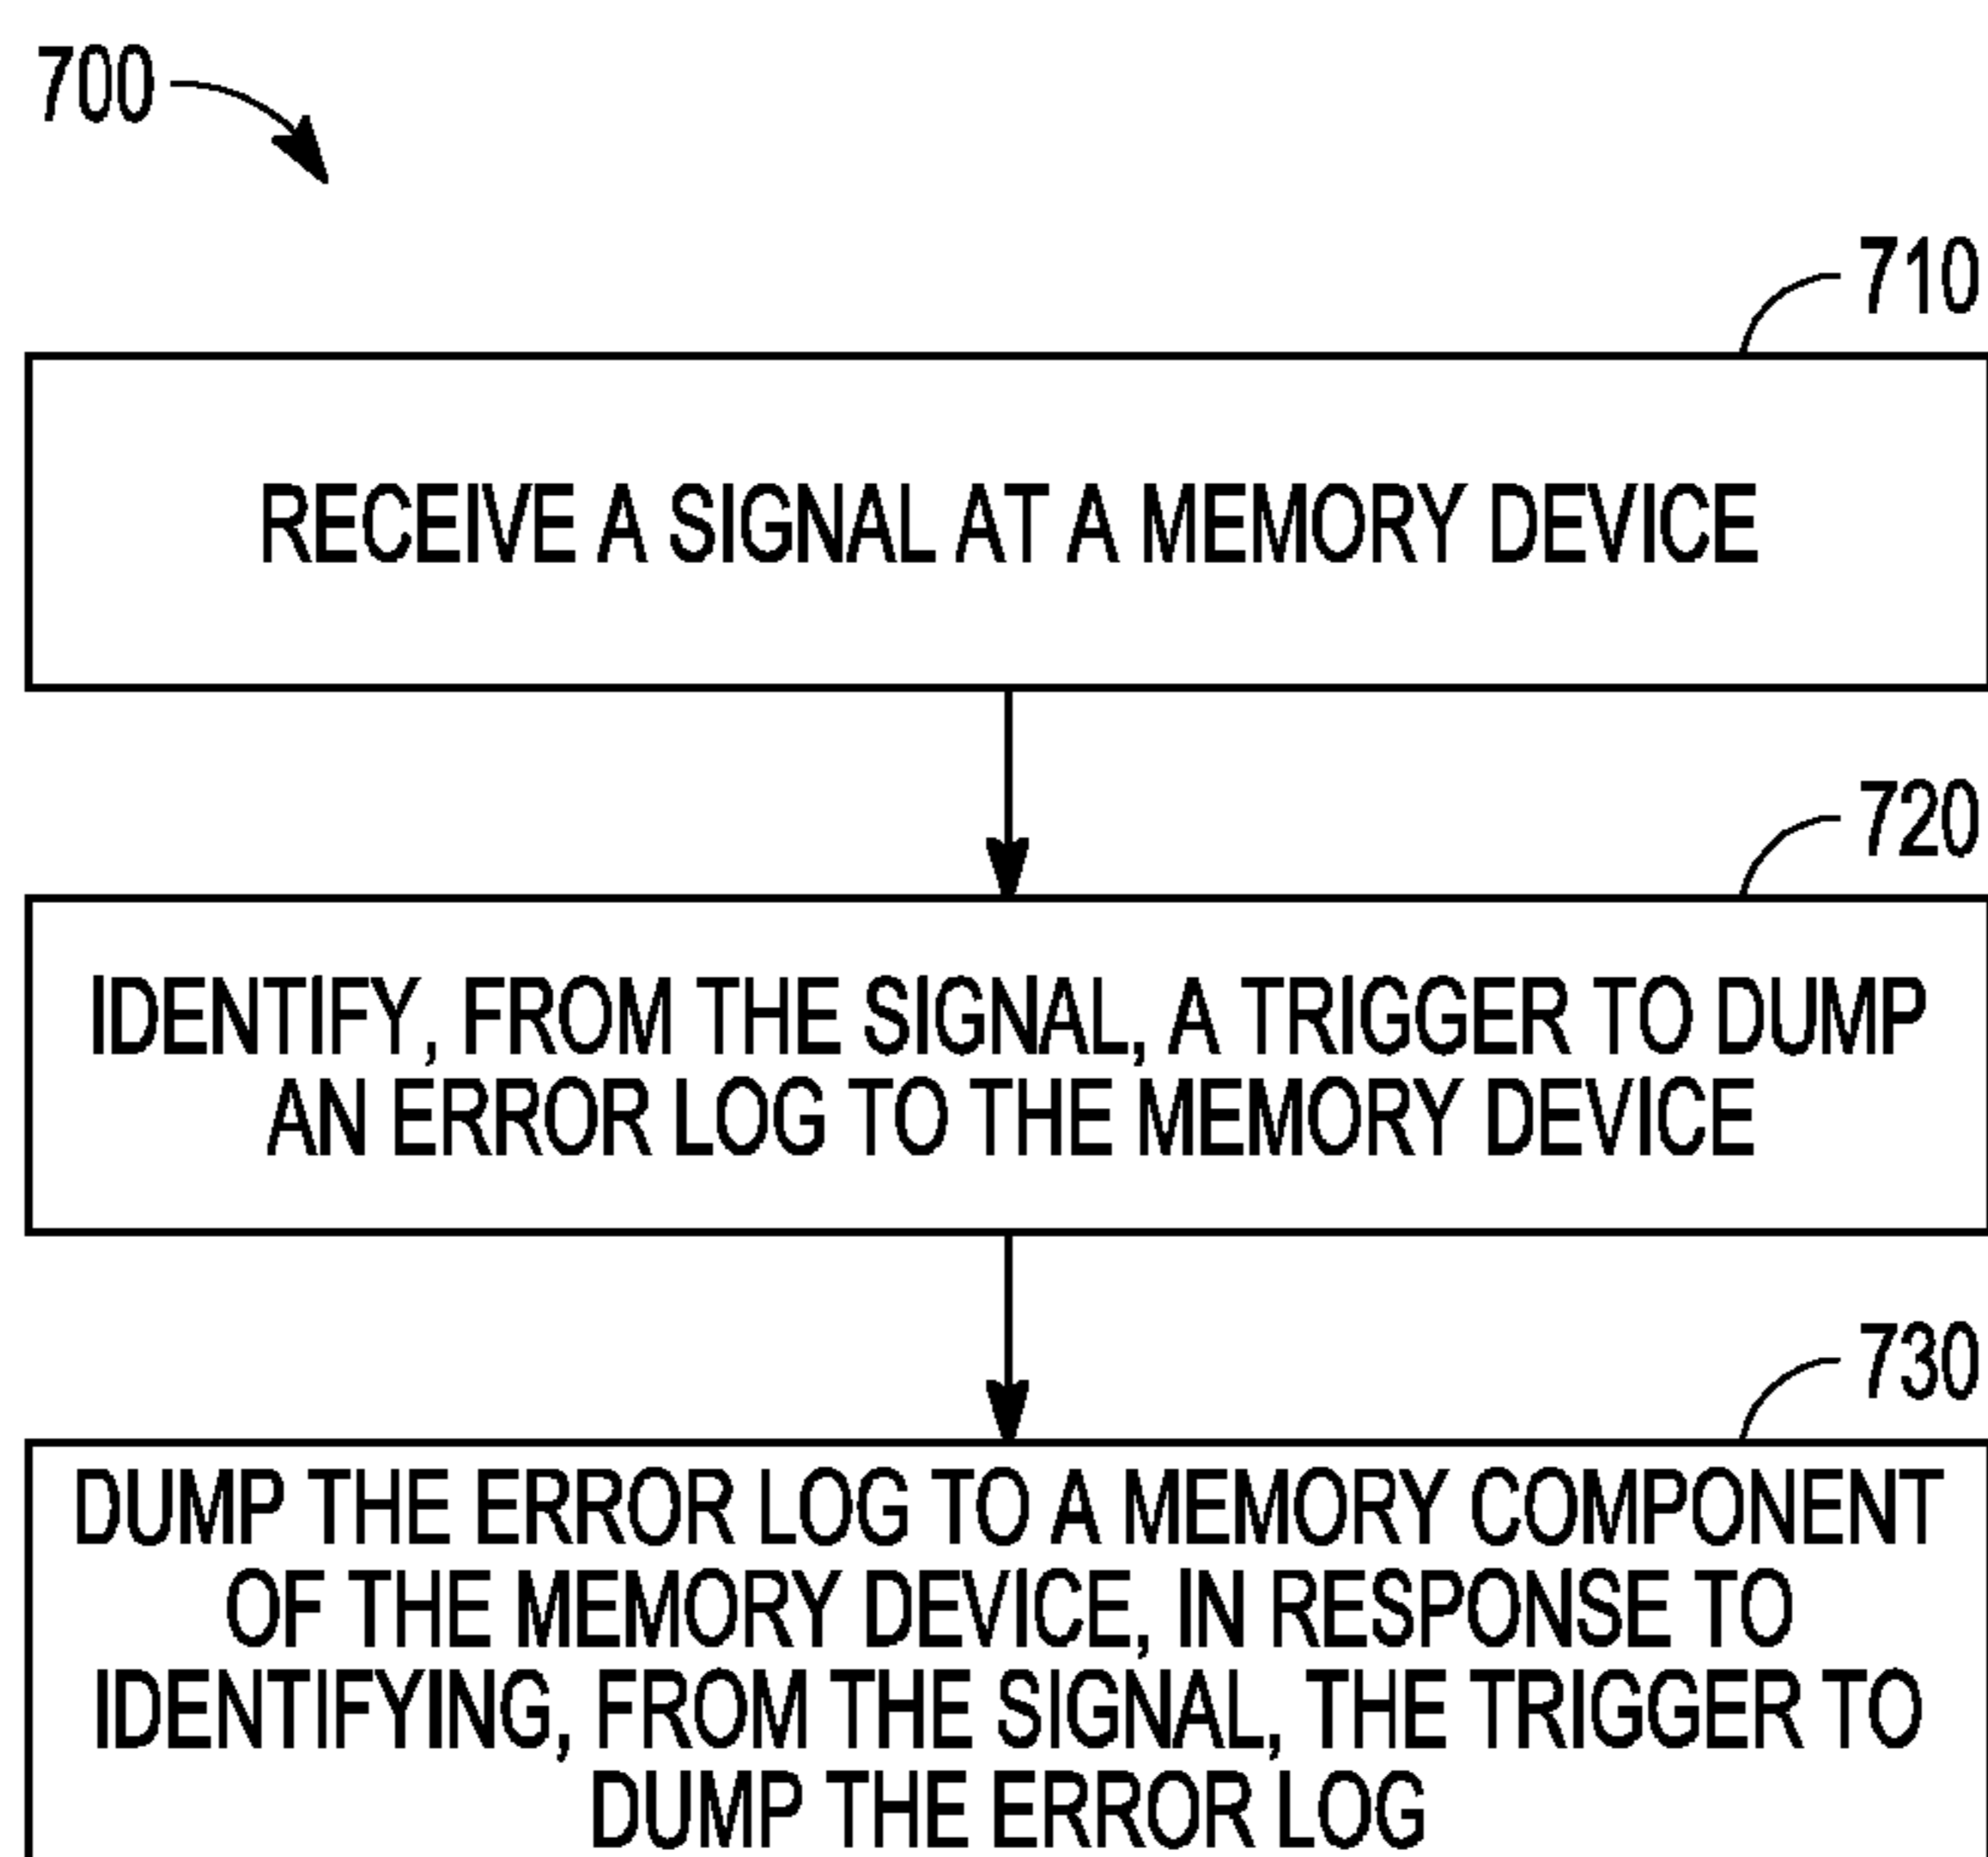 700
710
RECEIVE A SIGNAL AT A MEMORY DEVICE
720
IDENTIFY, FROM THE SIGNAL, A TRIGGER TO DUMP
AN ERROR LOG TO THE MEMORY DEVICE
730
DUMP THE ERROR LOG TO A MEMORY COMPONENT
OF THE MEMORY DEVICE, IN RESPONSE TO
IDENTIFYING, FROM THE SIGNAL, THE TRIGGER TO
DUMP THE ERROR LOG